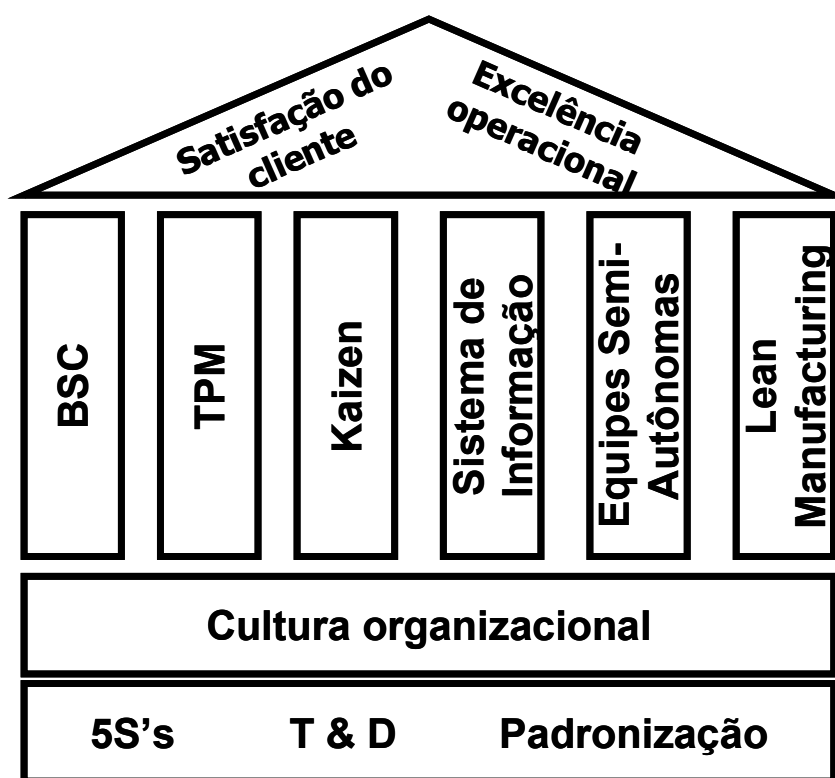 Satisfação do
cliente
Excelência
operacional
BSC
TPM
Kaizen
Sistema de
Informação
Equipes Semi-
Autônomas
Lean
Manufacturing
Cultura organizacional
5S's T & D Padronização